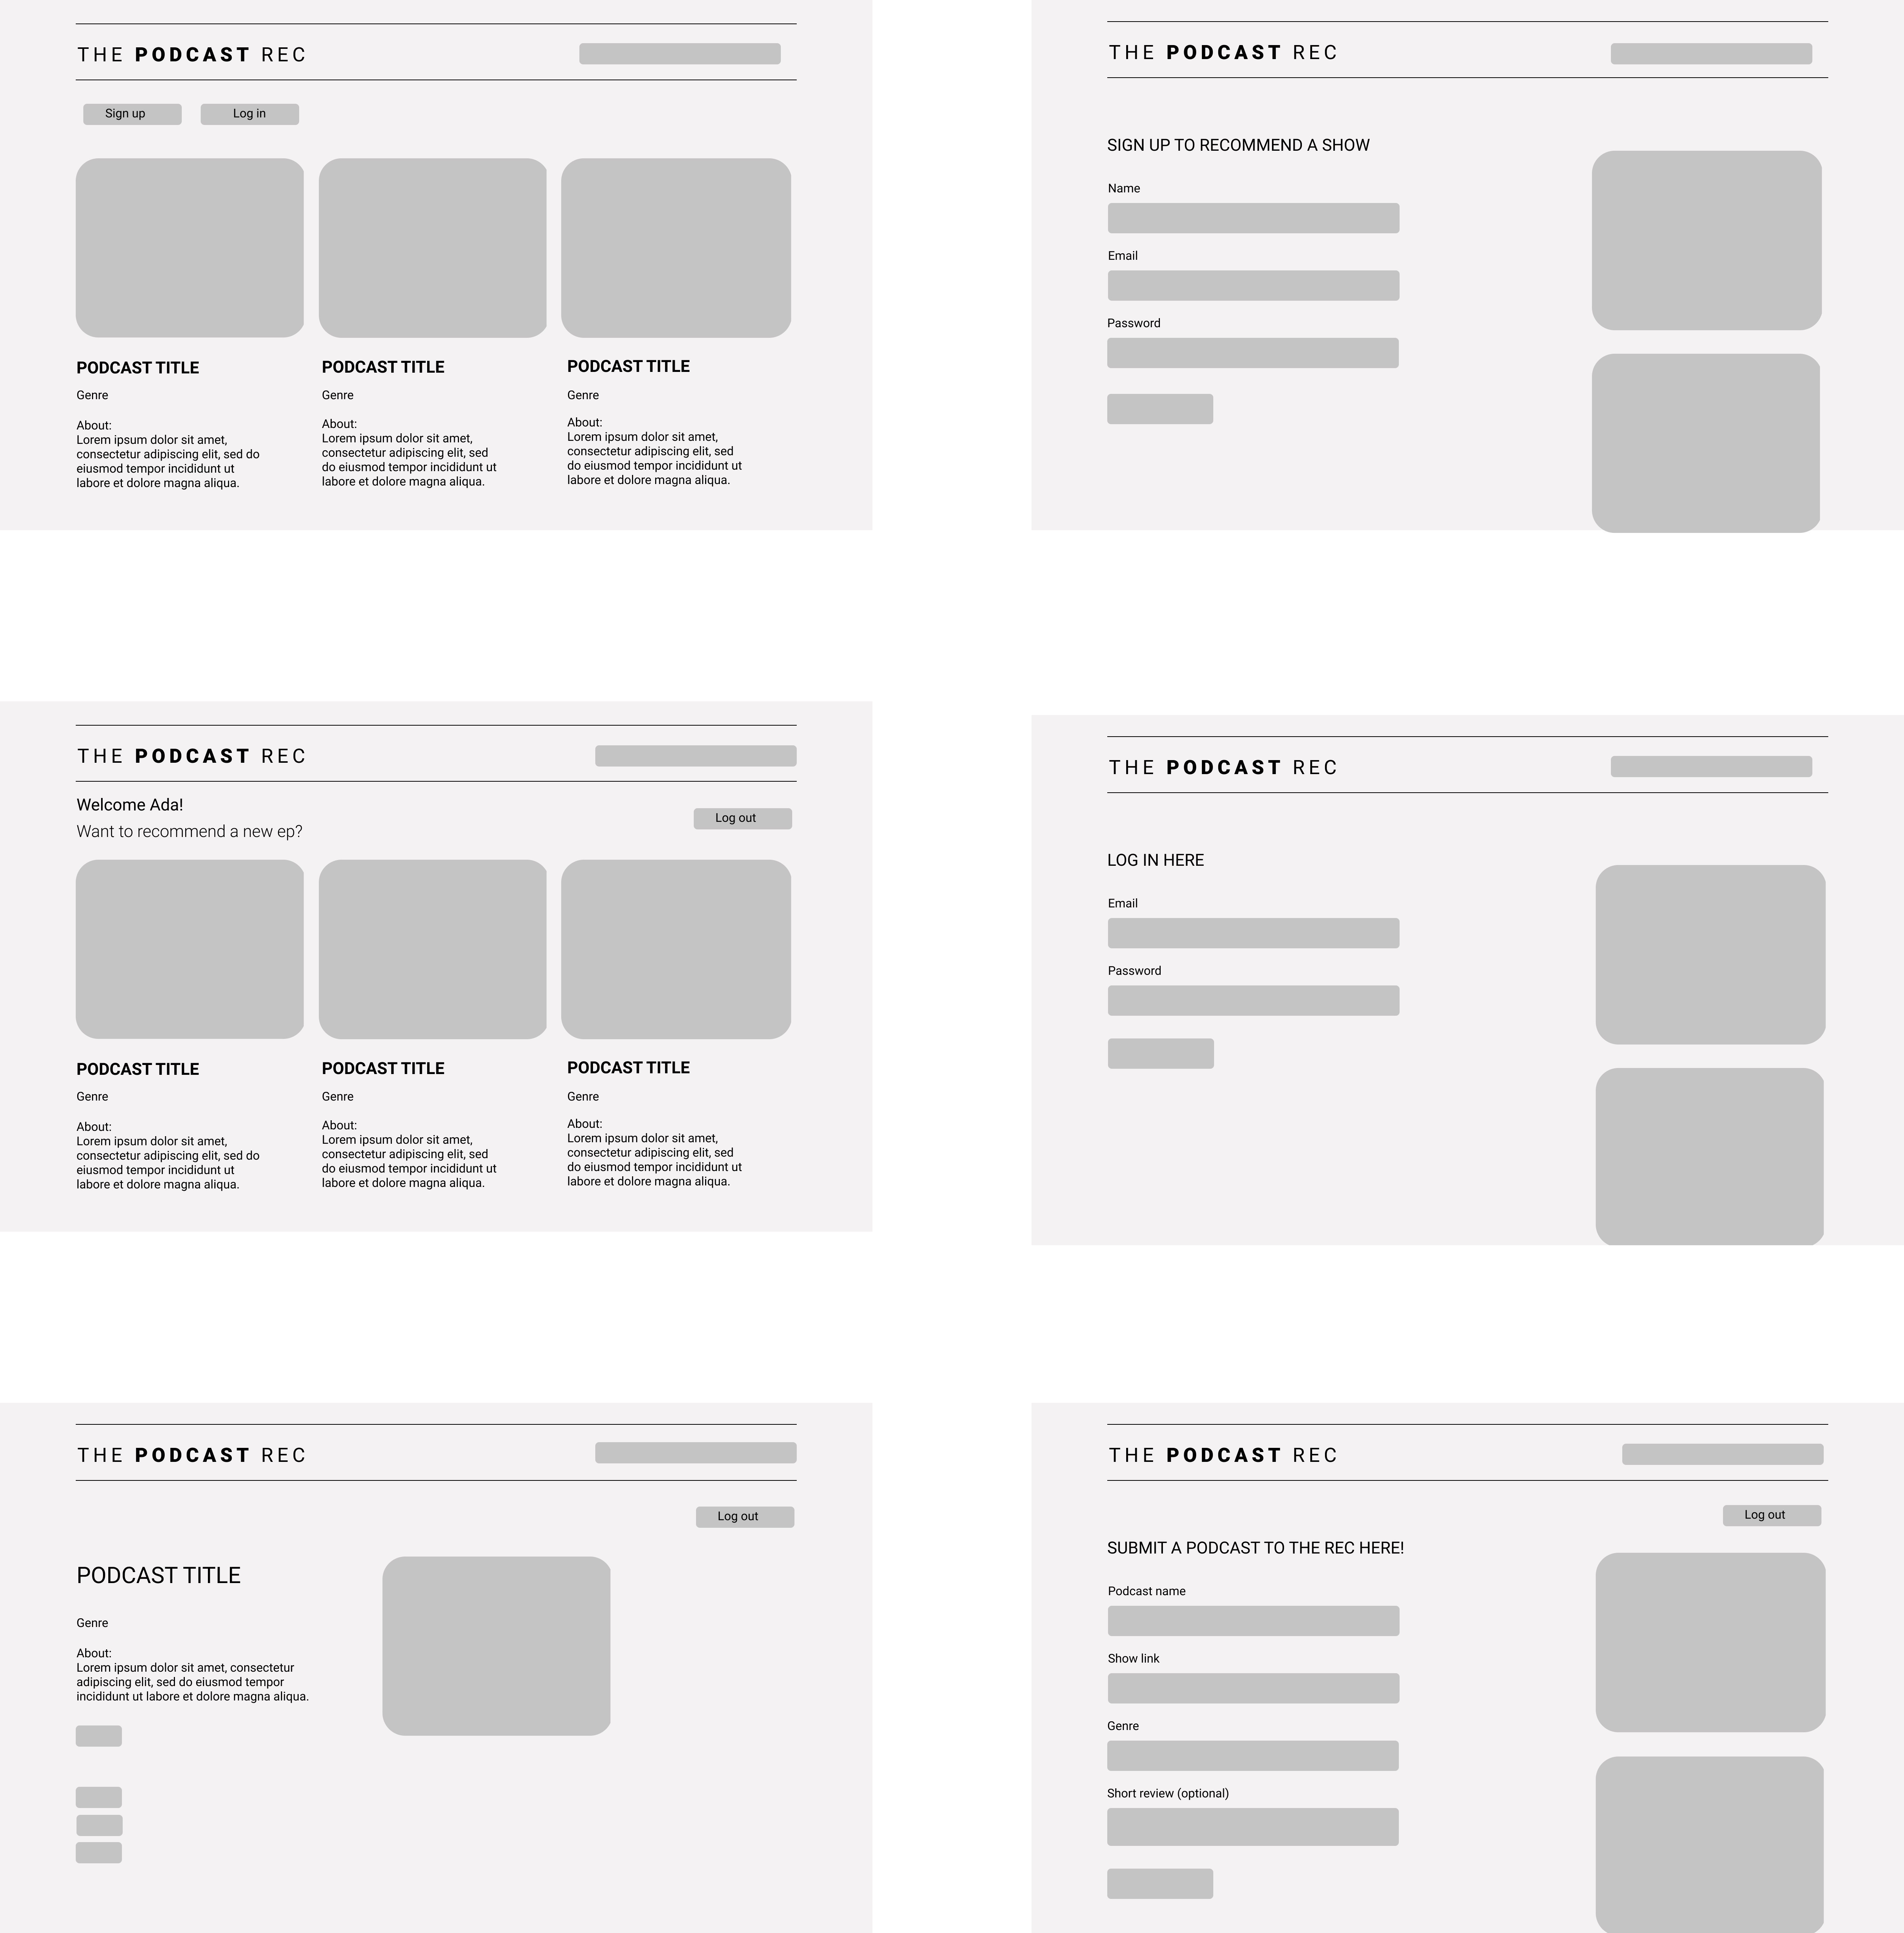 THE PODCAST REC
Sign up
Log in
PODCAST TITLE
Genre
About:
Lorem ipsum dolor sit amet,
consectetur adipiscing elit, sed do
eiusmod tempor incididunt ut
labore et dolore magna aliqua.
PODCAST TITLE
Genre
About:
Lorem ipsum dolor sit amet,
consectetur adipiscing elit, sed
do eiusmod tempor incididunt ut
labore et dolore magna aliqua.
PODCAST TITLE
Genre
About:
Lorem ipsum dolor sit amet,
consectetur adipiscing elit, sed
do eiusmod tempor incididunt ut
labore et dolore magna aliqua.
THE PODCAST REC
SIGN UP TO RECOMMEND A SHOW
Name
Email
Password
THE PODCAST REC
Welcome Ada!
Want to recommend a new ep?
Log out
PODCAST TITLE
Genre
About:
Lorem ipsum dolor sit amet,
consectetur adipiscing elit, sed do
eiusmod tempor incididunt ut
labore et dolore magna aliqua.
PODCAST TITLE
Genre
About:
Lorem ipsum dolor sit amet,
consectetur adipiscing elit, sed
do eiusmod tempor incididunt ut
labore et dolore magna aliqua.
PODCAST TITLE
Genre
About:
Lorem ipsum dolor sit amet,
consectetur adipiscing elit, sed
do eiusmod tempor incididunt ut
labore et dolore magna aliqua.
THE PODCAST REC
LOG IN HERE
Email
Password
THE PODCAST REC
Log out
PODCAST TITLE
Genre
About:
Lorem ipsum dolor sit amet, consectetur
adipiscing elit, sed do eiusmod tempor
incididunt ut labore et dolore magna aliqua.
THE PODCAST REC
Log out
SUBMIT A PODCAST TO THE REC HERE!
Podcast name
Show link
Genre
Short review (optional)